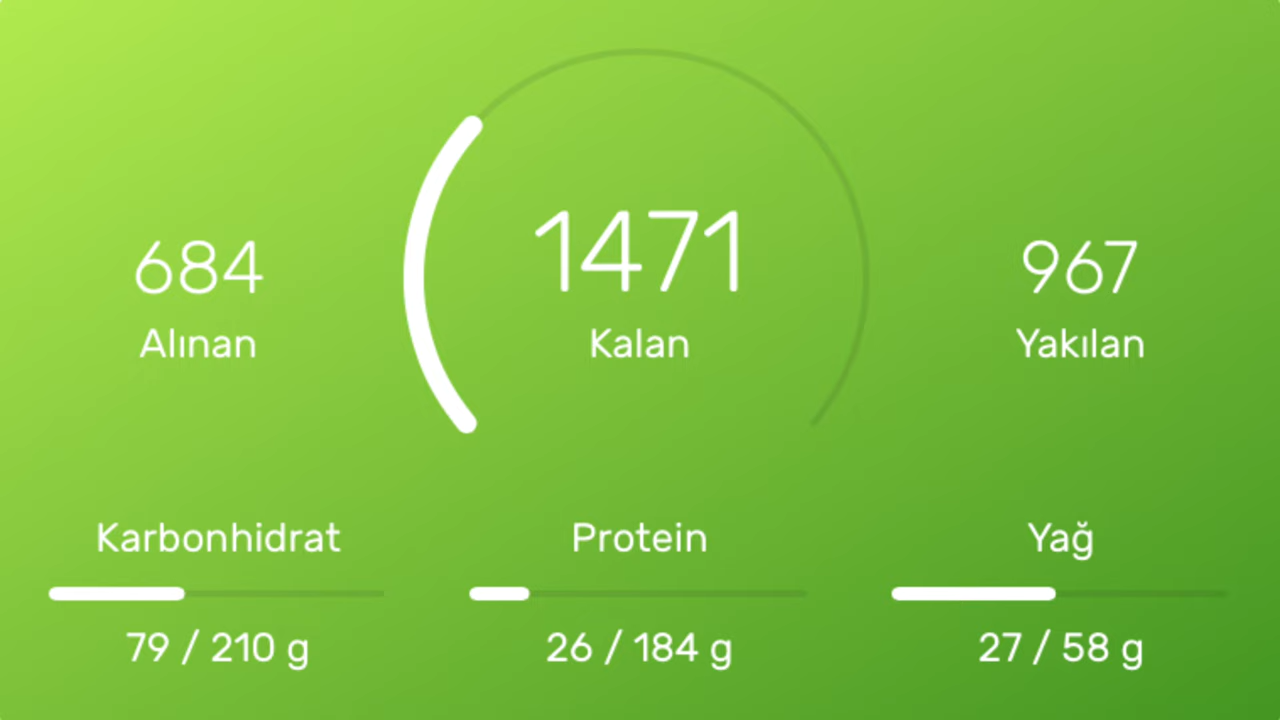 1471
684
967
Alınan
Kalan
Yakılan
Karbonhidrat
Protein
Yağ
79 / 210 g
26 / 184 g
27 / 58 g